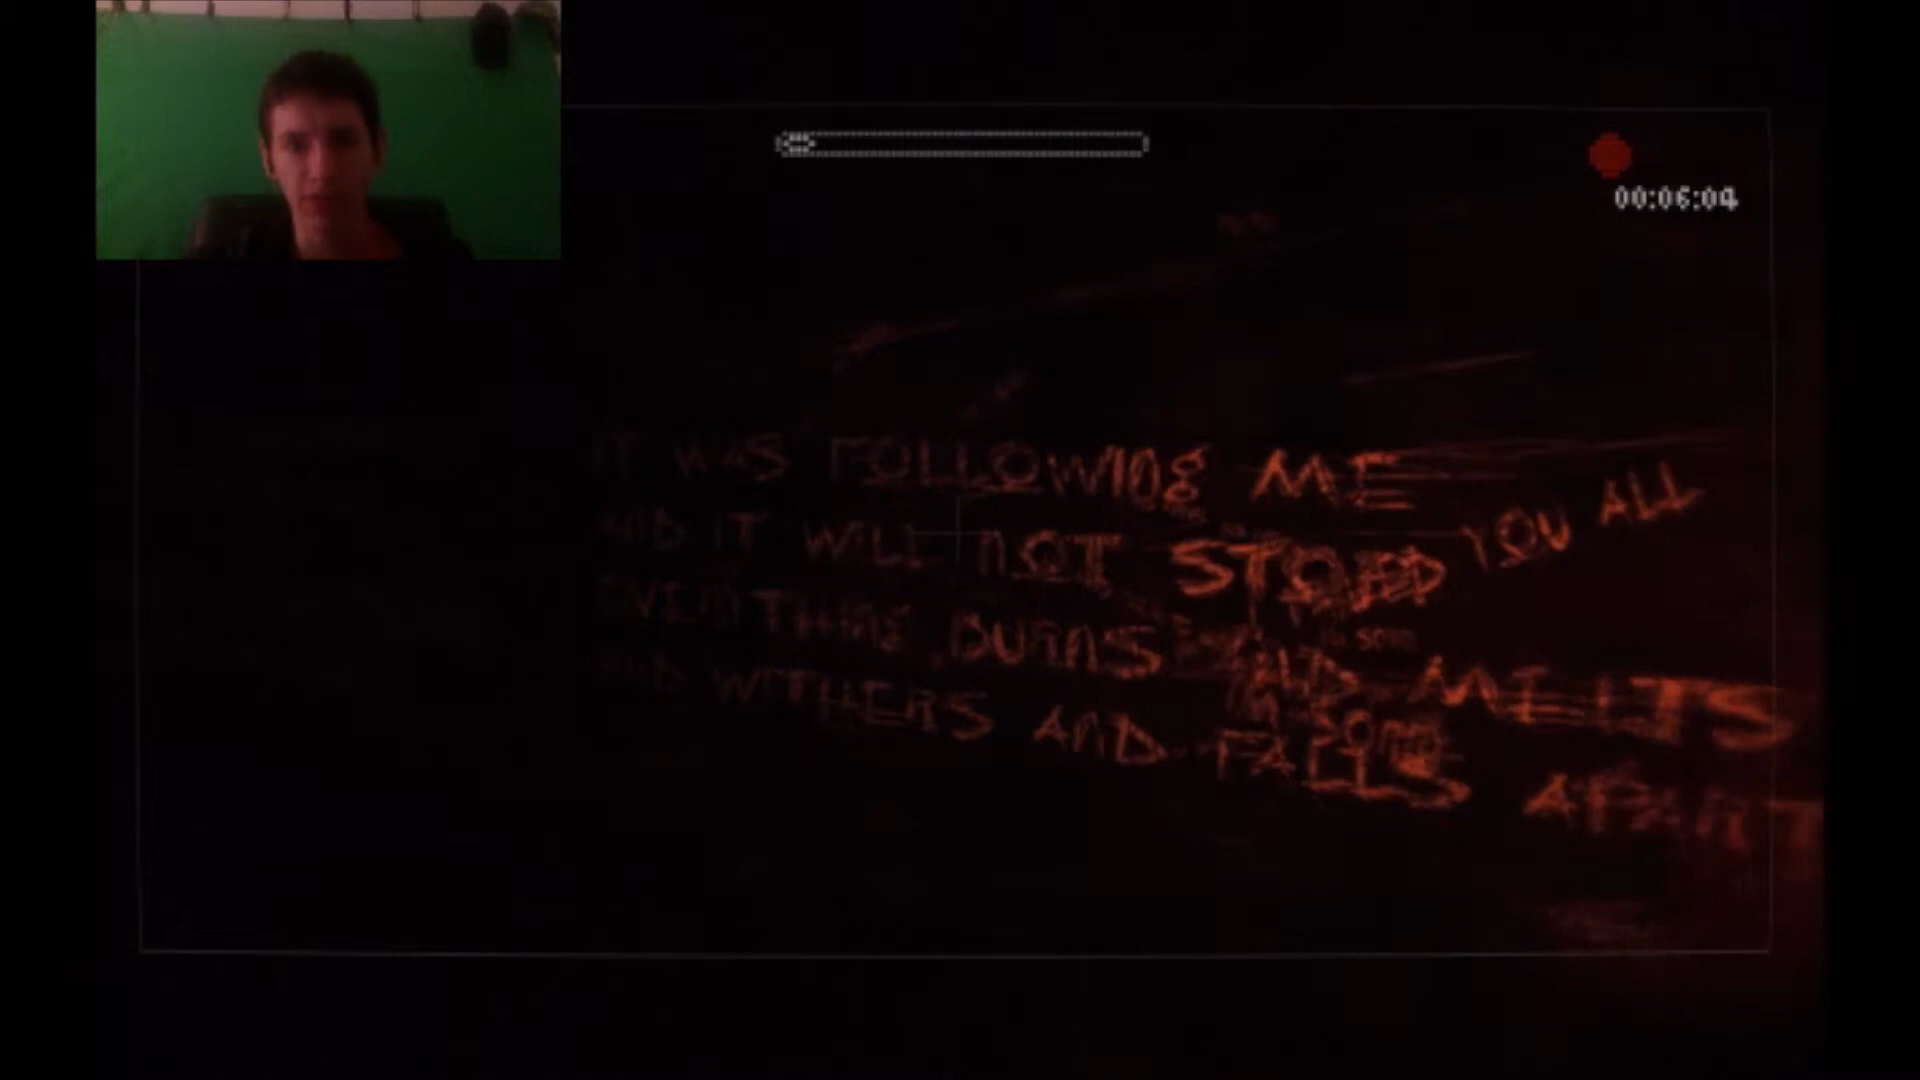 00:06:04
IT WAS FOLLOWING ME
AND IT WILL NOT STOP
YOU ALL
EVERYTHING BURNS AND MELTS
AND WITHERS AND FALLS APART